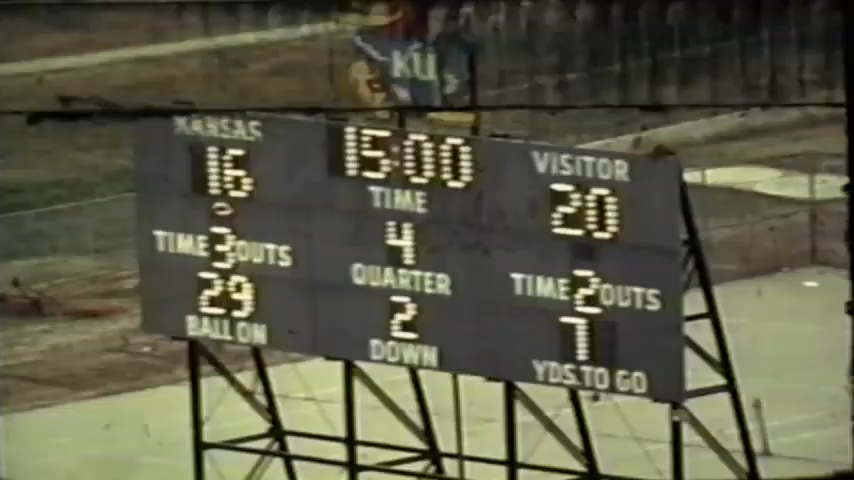 KU
KANSAS 15:00 VISITOR
16 TIME 20
TIME 3 OUTS 4 TIME 2 OUTS
29 QUARTER 7
BALL ON 2 YDS.TO GO
DOWN